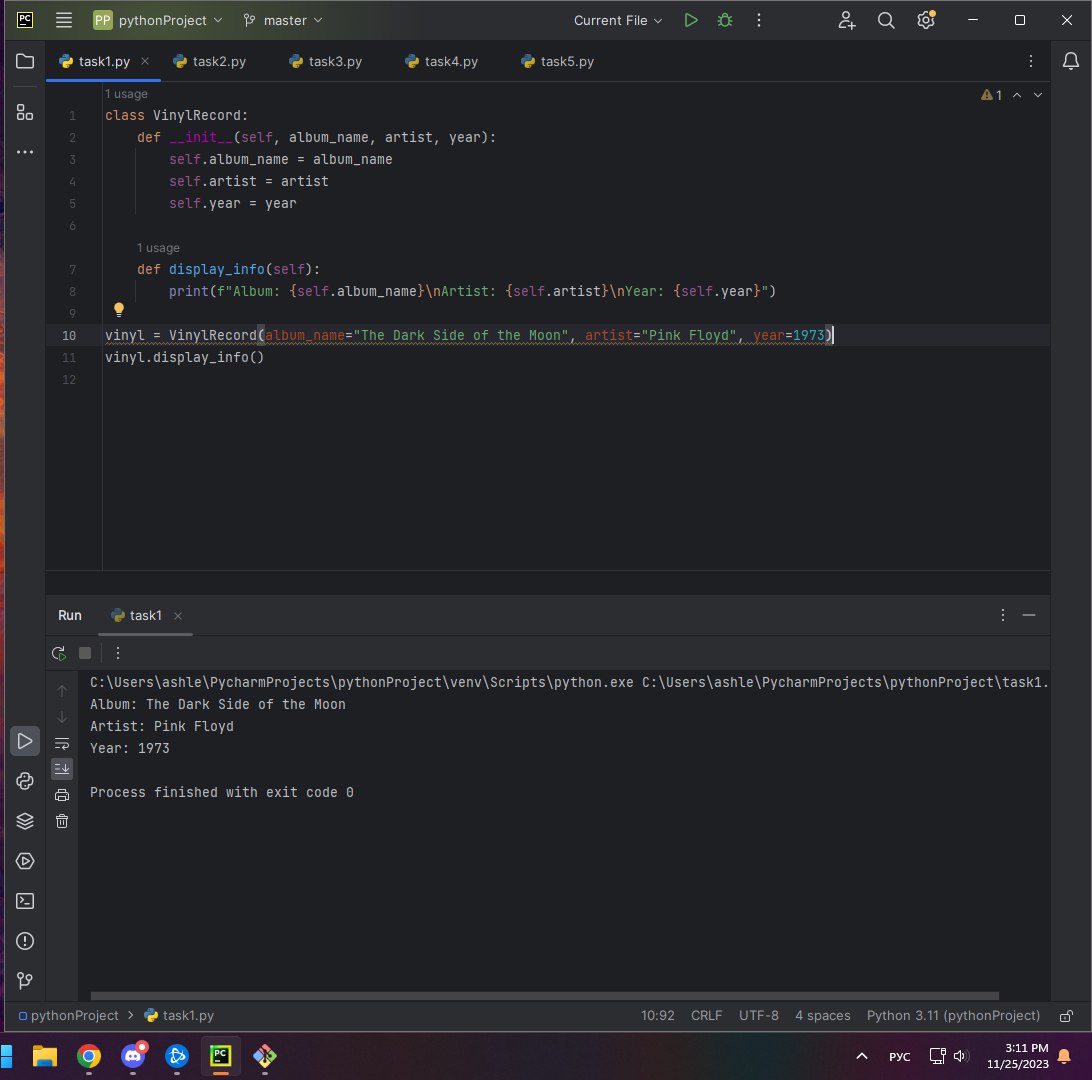 PC PP pythonProject master Current File
task1.py task2.py task3.py task4.py task5.py
1 usage 1
1 class VinylRecord:
2 def __init__(self, album_name, artist, year):
3 self.album_name = album_name
4 self.artist = artist
5 self.year = year
6
1 usage
7 def display_info(self):
8 print(f"Album: {self.album_name}\nArtist: {self.artist}\nYear: {self.year}")
9
10 vinyl = VinylRecord(album_name="The Dark Side of the Moon", artist="Pink Floyd", year=1973)
11 vinyl.display_info()
12
Run task1
C:\Users\ashle\PycharmProjects\pythonProject\venv\Scripts\python.exe C:\Users\ashle\PycharmProjects\pythonProject\task1.
Album: The Dark Side of the Moon
Artist: Pink Floyd
Year: 1973
Process finished with exit code 0
pythonProject > task1.py 10:92 CRLF UTF-8 4 spaces Python 3.11 (pythonProject)
PC РУС 3:11 PM
11/25/2023